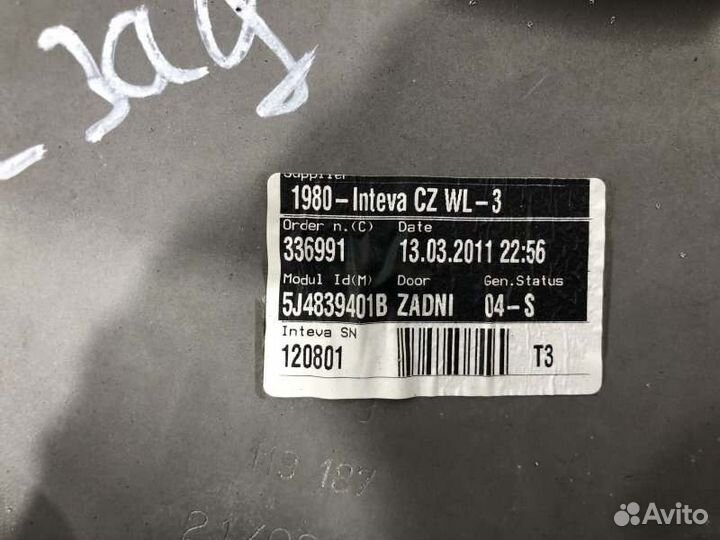 зад
Supplier
1980-Inteva CZ WL-3
Order n.(C) Date
336991 13.03.2011 22:56
Modul Id(M) Door Gen.Status
5J4839401B ZADNI 04-S
Inteva SN
120801 T3
Avito